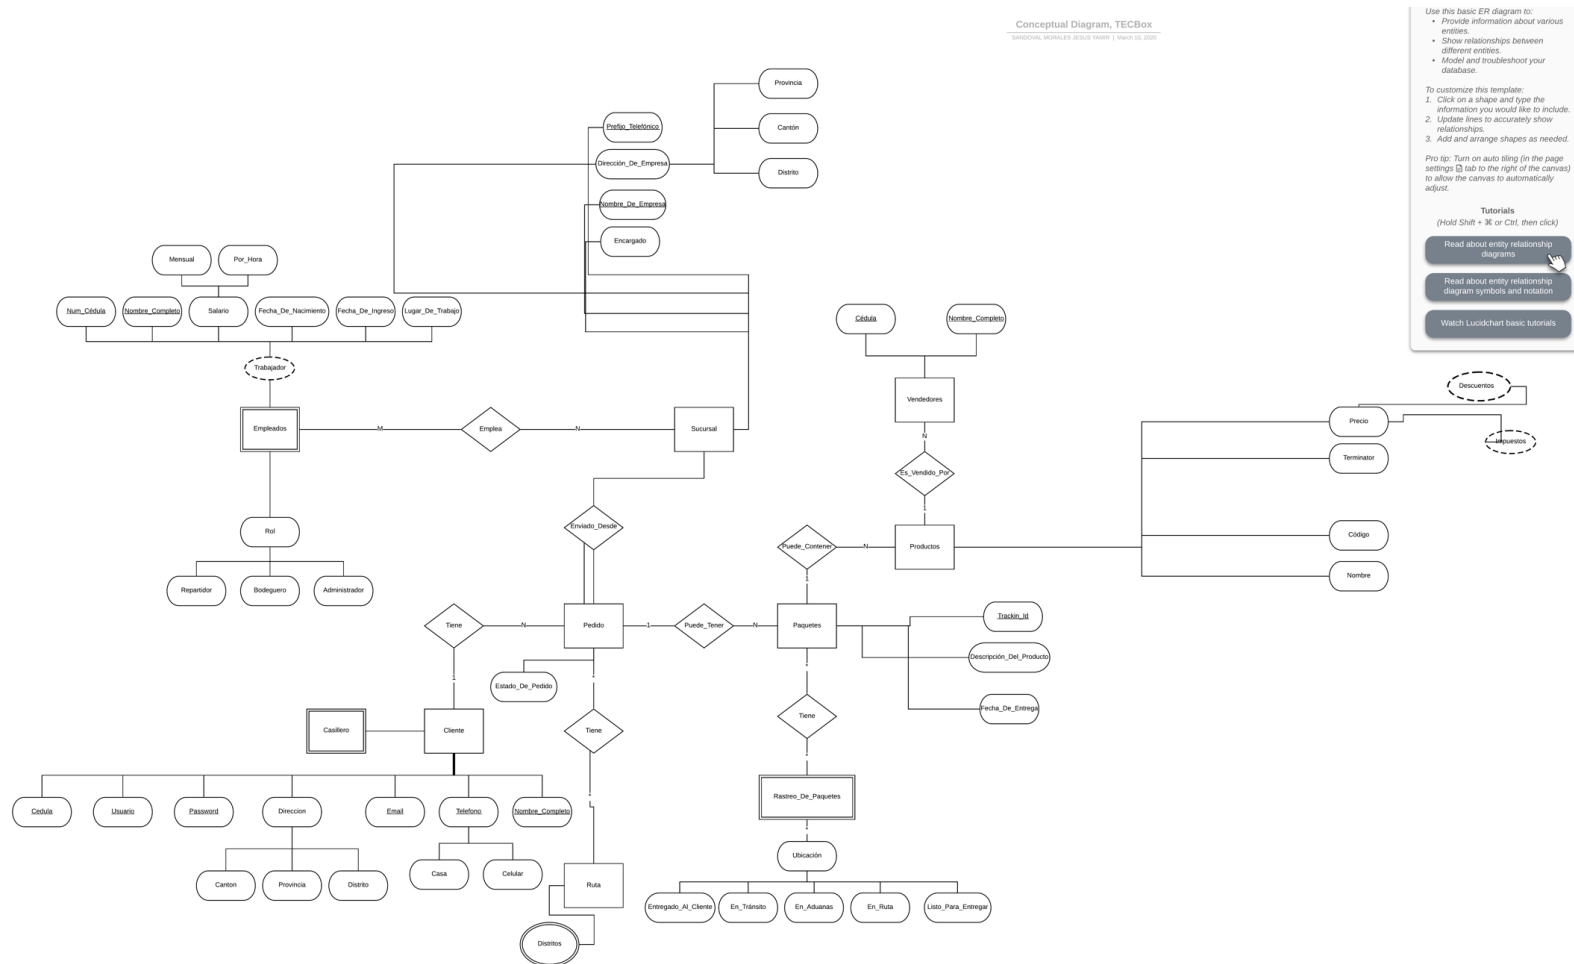 Conceptual Diagram, TECBox
SANDOVAL MORALES JESUS YAMIR | March 10, 2020
Use this basic ER diagram to:
• Provide information about various
entities.
• Show relationships between
different entities.
• Model and troubleshoot your
database.
To customize this template:
1. Click on a shape and type the
information you would like to include.
2. Update lines to accurately show
relationships.
3. Add and arrange shapes as needed.
Pro tip: Turn on auto tiling (in the page
settings tab to the right of the canvas)
to allow the canvas to automatically
adjust.
Tutorials
(Hold Shift + ⌘ or Ctrl, then click)
Read about entity relationship
diagrams
Read about entity relationship
diagram symbols and notation
Watch Lucidchart basic tutorials
Provincia
Prefijo_Telefónico
Cantón
Dirección_De_Empresa
Distrito
Nombre_De_Empresa
Encargado
Mensual
Por_Hora
Num_Cédula
Nombre_Completo
Salario
Fecha_De_Nacimiento
Fecha_De_Ingreso
Lugar_De_Trabajo
Cédula
Nombre_Completo
Trabajador
Descuentos
Vendedores
Precio
Empleados
M
Emplea
N
Sucursal
N
Impuestos
Terminator
Es_Vendido_Por
1
Enviado_Desde
Rol
Puede_Contener
N
Productos
Código
1
Nombre
Repartidor
Bodeguero
Administrador
Trackin_Id
Tiene
N
Pedido
1
Puede_Tener
N
Paquetes
Descripción_Del_Producto
1
*
*
Estado_De_Pedido
Fecha_De_Entrega
Tiene
Casillero
Cliente
Tiene
*
*
Rastreo_De_Paquetes
Cedula
Usuario
Password
Direccion
Email
Telefono
Nombre_Completo
*
Ubicación
Casa
Celular
Canton
Provincia
Distrito
Ruta
Entregado_Al_Cliente
En_Tránsito
En_Aduanas
En_Ruta
Listo_Para_Entregar
Distritos